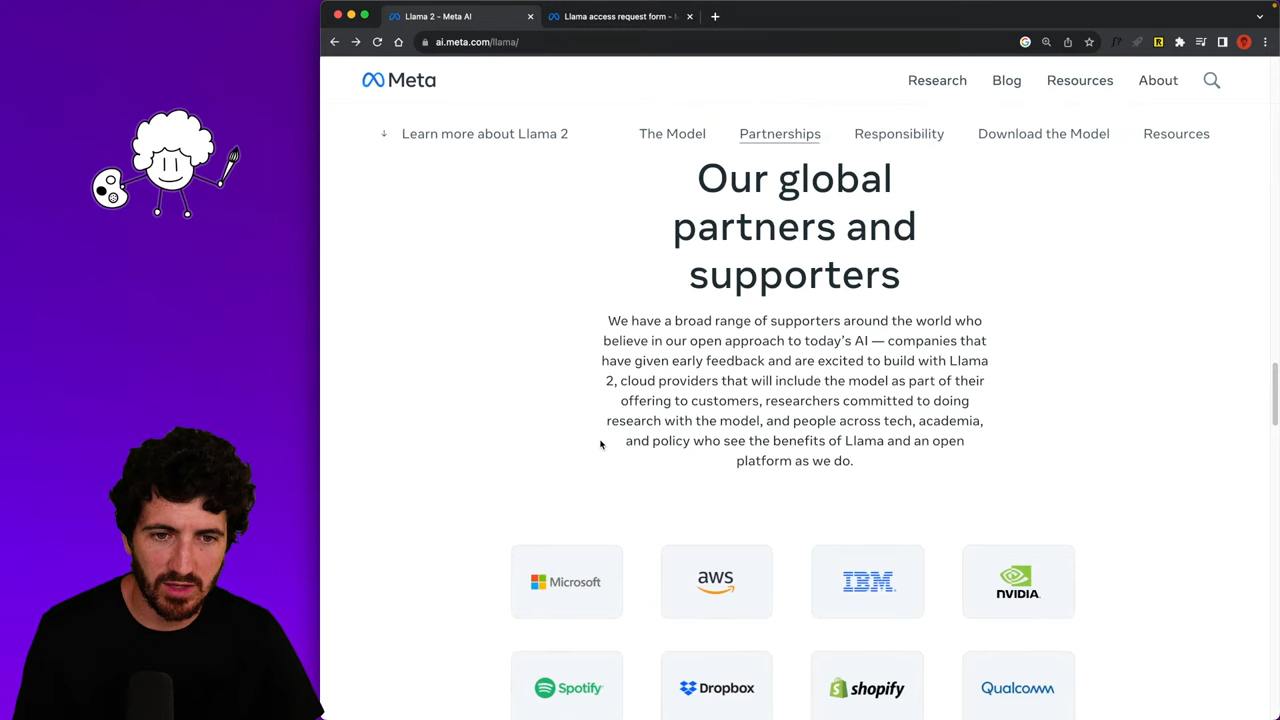 Llama 2 - Meta AI
Llama access request form -
ai.meta.com/llama/
Meta
Research Blog Resources About
↓ Learn more about Llama 2 The Model Partnerships Responsibility Download the Model Resources
Our global
partners and
supporters
We have a broad range of supporters around the world who
believe in our open approach to today’s AI — companies that
have given early feedback and are excited to build with Llama
2, cloud providers that will include the model as part of their
offering to customers, researchers committed to doing
research with the model, and people across tech, academia,
and policy who see the benefits of Llama and an open
platform as we do.
Microsoft aws IBM NVIDIA
Spotify Dropbox shopify Qualcomm